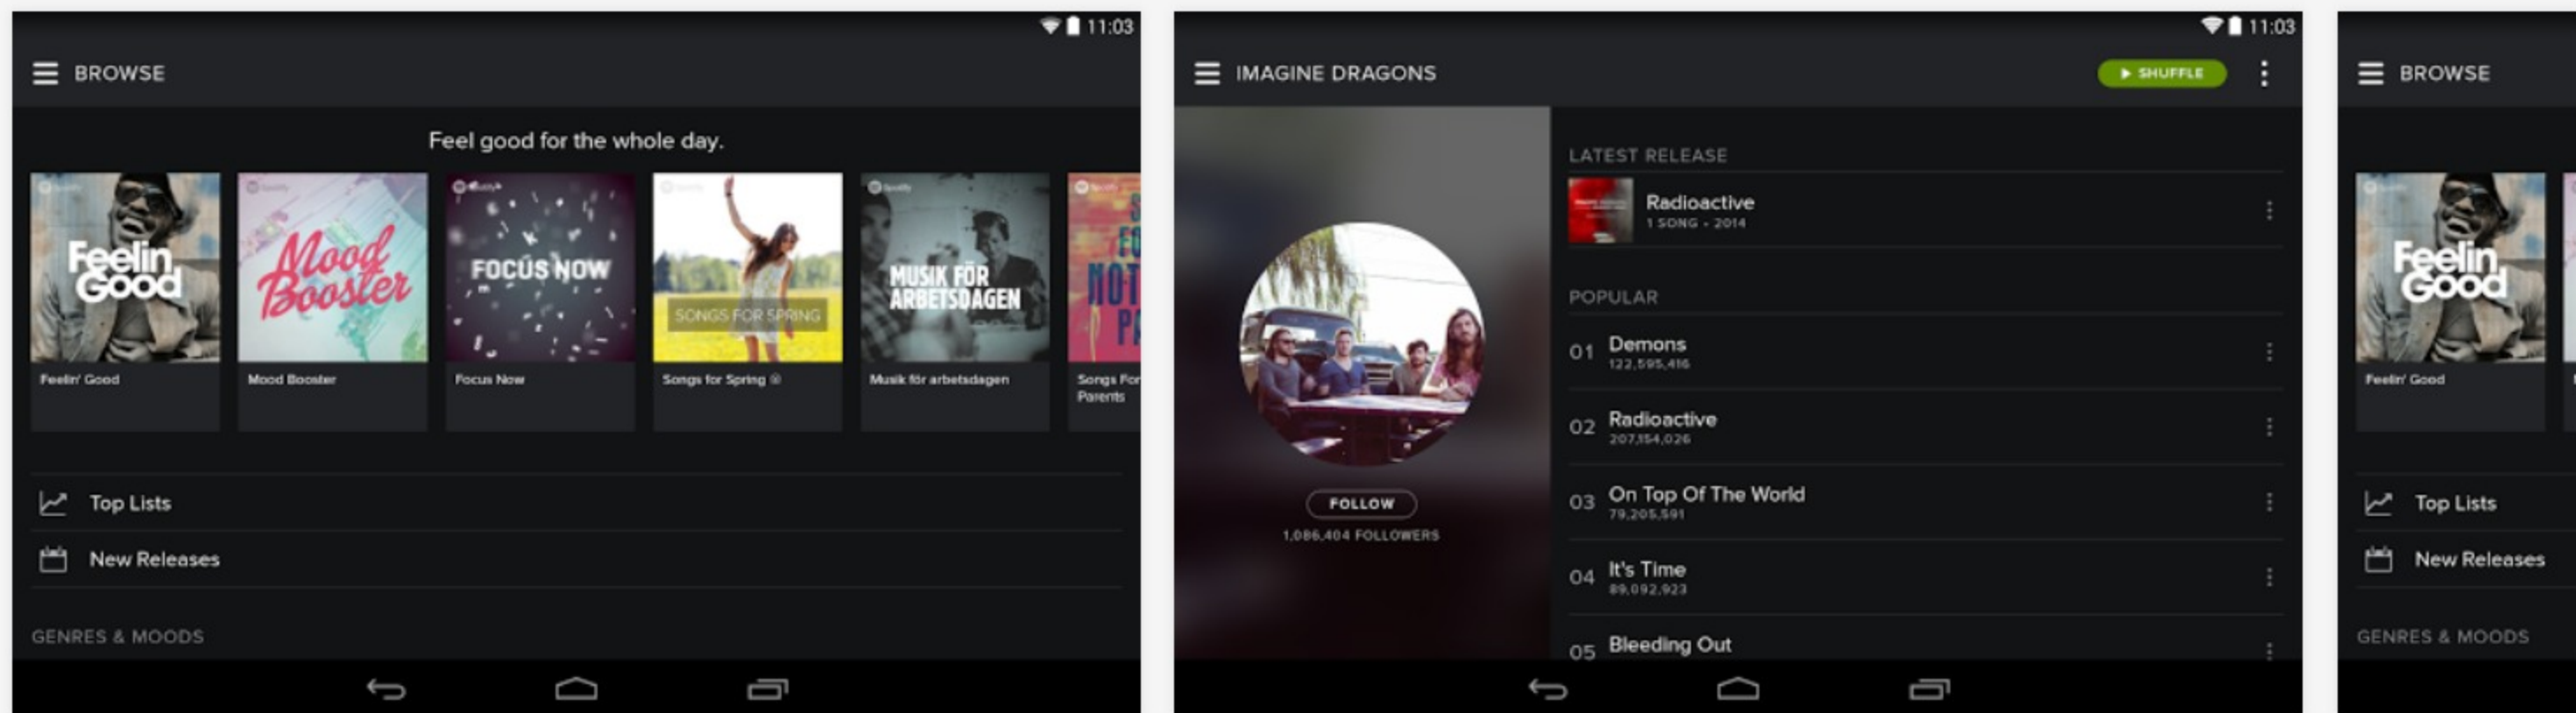 11:03
BROWSE
Feel good for the whole day.
Spotify
Feelin
Good
Spotify
Mood
Booster
Spotify
FOCUS NOW
SONGS FOR SPRING
Spotify
MUSIK FÖR
ARBETSDAGEN
Spotify
Feelin' Good
Mood Booster
Focus Now
Songs for Spring
Musik för arbetsdagen
Songs For
Parents
Top Lists
New Releases
GENRES & MOODS
11:03
IMAGINE DRAGONS
SHUFFLE
FOLLOW
1,086,404 FOLLOWERS
LATEST RELEASE
Radioactive
1 SONG - 2014
POPULAR
01 Demons
122,595,416
02 Radioactive
207,154,026
03 On Top Of The World
79,205,591
04 It's Time
89,092,923
05 Bleeding Out
BROWSE
Feelin
Good
Feelin' Good
Top Lists
New Releases
GENRES & MOODS